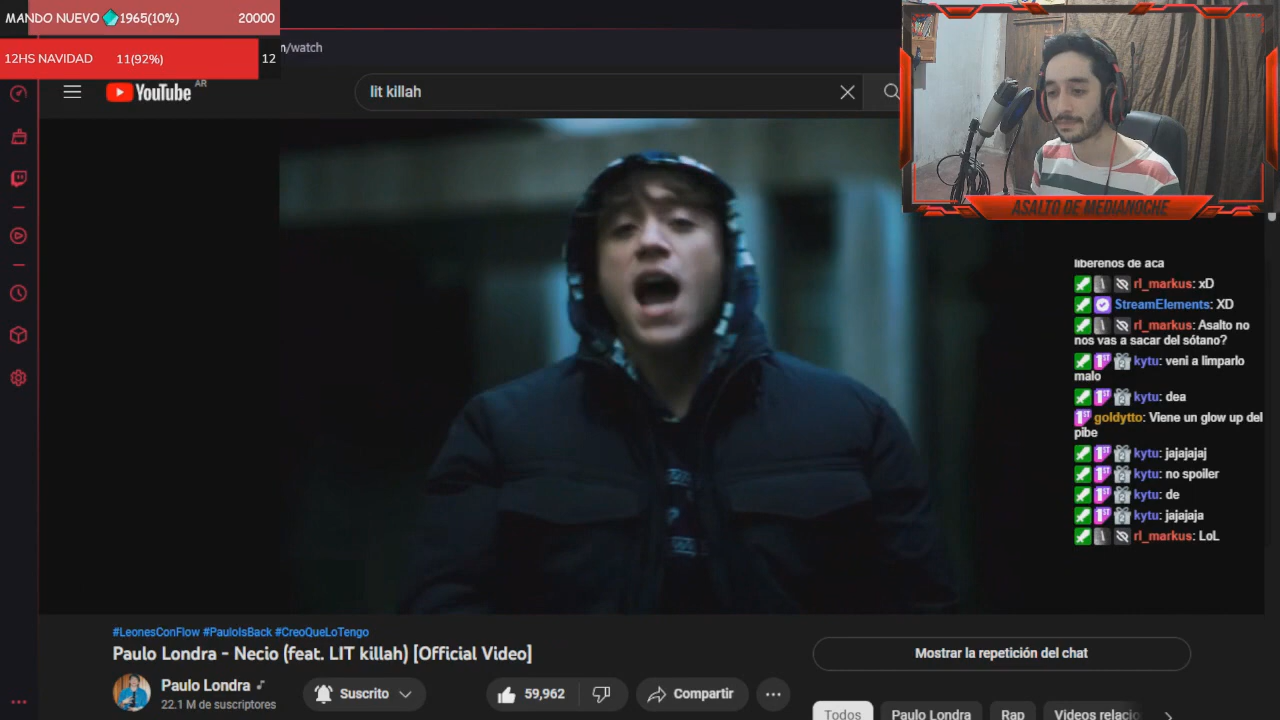 MANDO NUEVO 1965(10%) 20000
12HS NAVIDAD 11(92%) 12
n/watch
YouTube AR
lit killah
ASALTO DE MEDIANOCHE
liberenos de aca
rl_markus: xD
StreamElements: XD
rl_markus: Asalto no
nos vas a sacar del sótano?
kytu: veni a limparlo
malo
kytu: dea
goldytto: Viene un glow up del
pibe
kytu: jajajajaj
kytu: no spoiler
kytu: de
kytu: jajajaja
rl_markus: LoL
#LeonesConFlow #PauloIsBack #CreoQueLoTengo
Paulo Londra - Necio (feat. LIT killah) [Official Video]
Paulo Londra
22.1 M de suscriptores
Suscrito
59,962
Compartir
Mostrar la repetición del chat
Todos Paulo Londra Rap Videos relacio